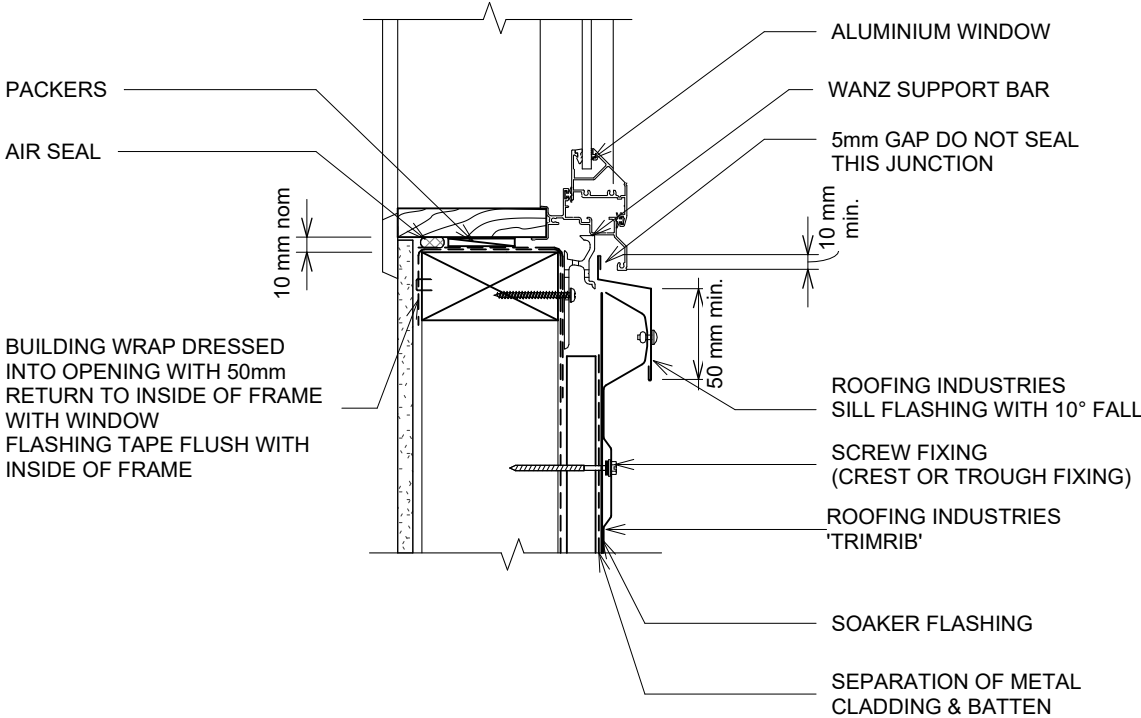 PACKERS
AIR SEAL
10 mm nom
BUILDING WRAP DRESSED
INTO OPENING WITH 50mm
RETURN TO INSIDE OF FRAME
WITH WINDOW
FLASHING TAPE FLUSH WITH
INSIDE OF FRAME
ALUMINIUM WINDOW
WANZ SUPPORT BAR
5mm GAP DO NOT SEAL
THIS JUNCTION
10 mm
min.
50 mm min.
ROOFING INDUSTRIES
SILL FLASHING WITH 10° FALL
SCREW FIXING
(CREST OR TROUGH FIXING)
ROOFING INDUSTRIES
'TRIMRIB'
SOAKER FLASHING
SEPARATION OF METAL
CLADDING & BATTEN